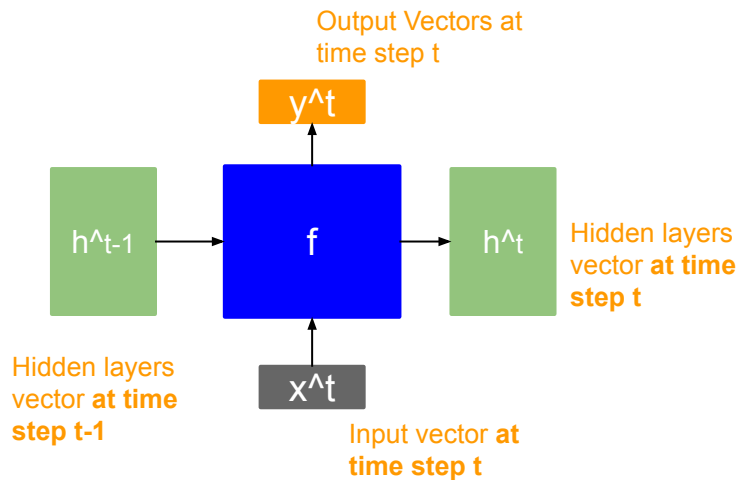 Output Vectors at
time step t
y^t
h^t-1
f
h^t
Hidden layers
vector at time
step t
Hidden layers
vector at time
step t-1
x^t
Input vector at
time step t